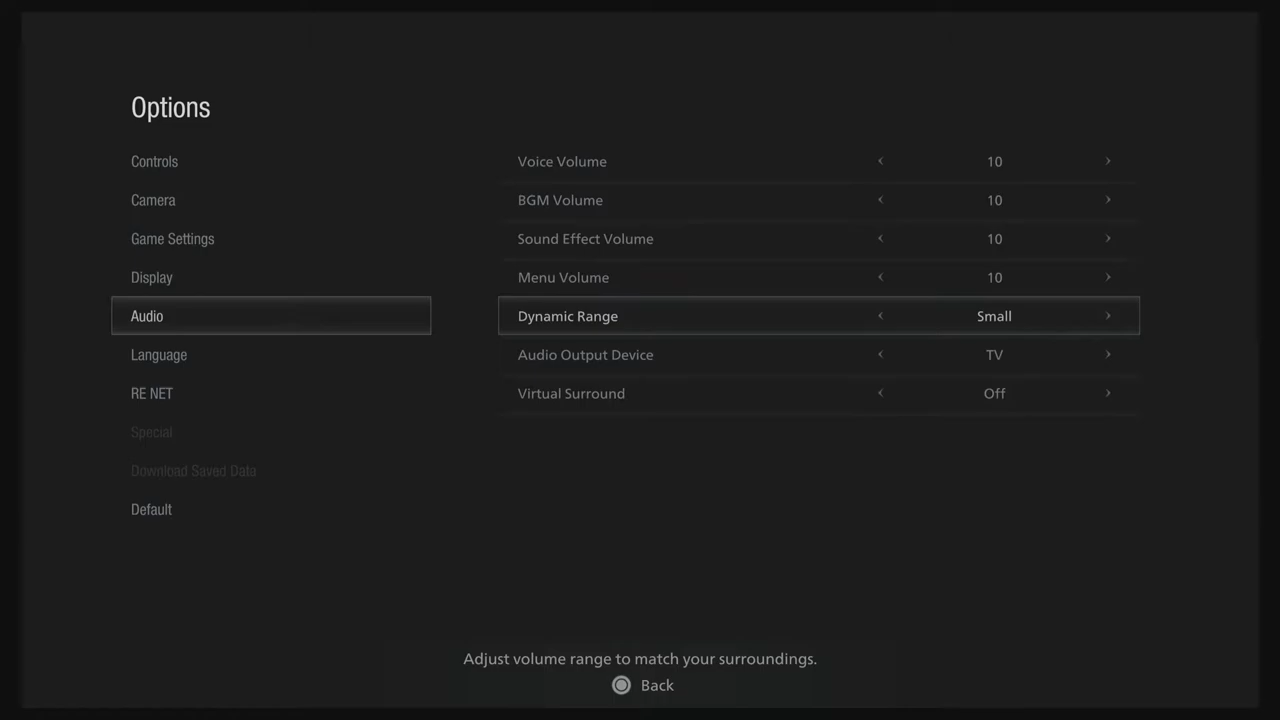 Options
Controls
Camera
Game Settings
Display
Audio
Language
RE NET
Special
Download Saved Data
Default
Voice Volume 10
BGM Volume 10
Sound Effect Volume 10
Menu Volume 10
Dynamic Range Small
Audio Output Device TV
Virtual Surround Off
Adjust volume range to match your surroundings.
Back